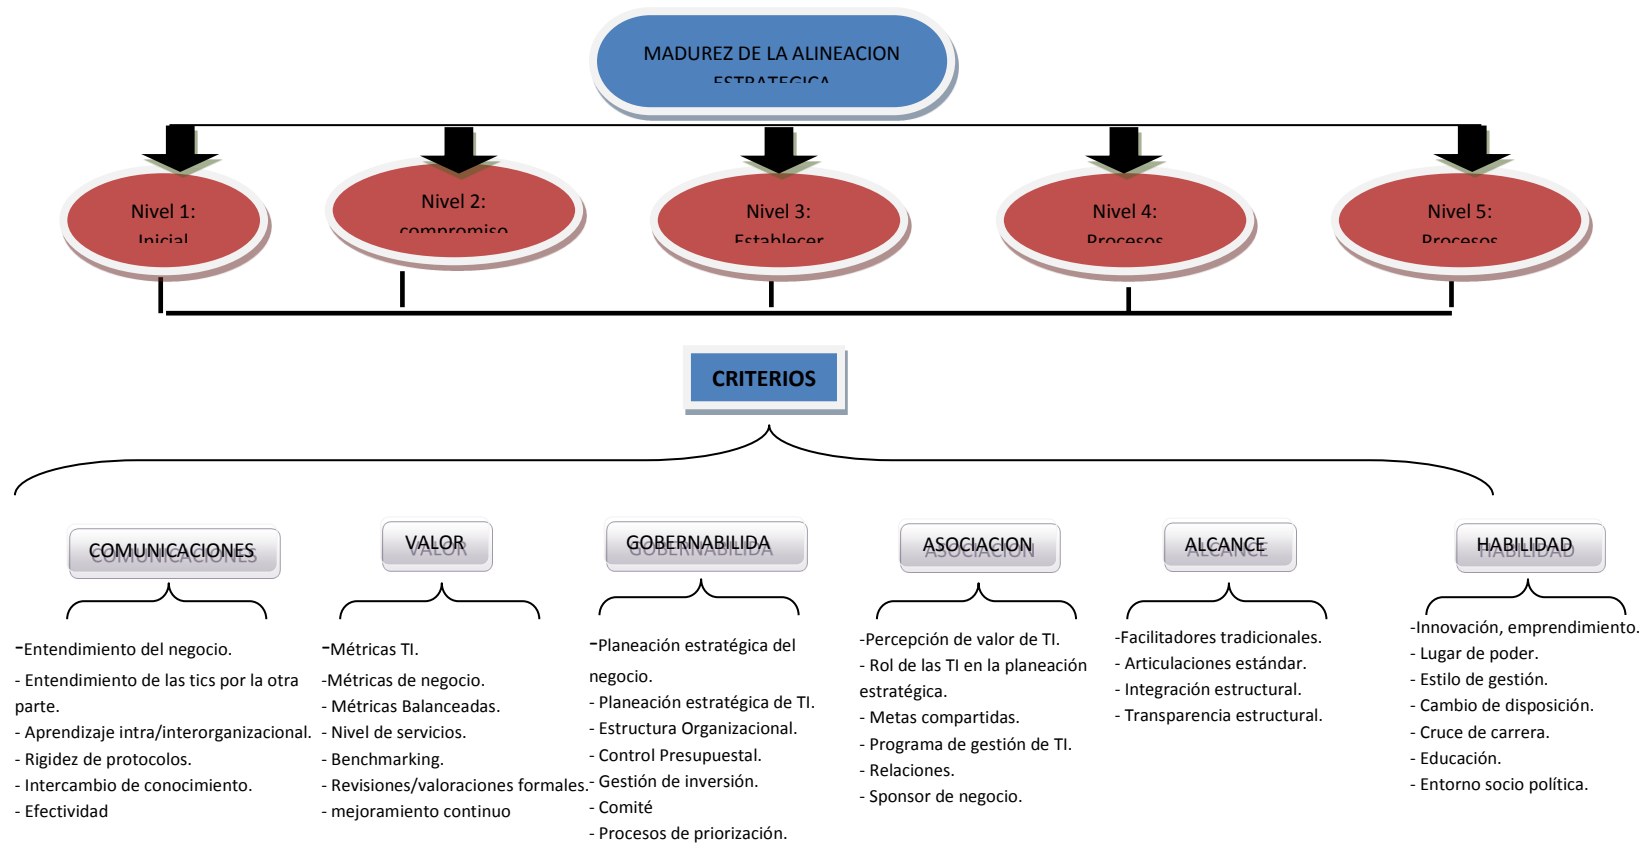 MADUREZ DE LA ALINEACION
ESTRATEGICA
Nivel 1:
Inicial
Nivel 2:
compromiso
Nivel 3:
Establecer
Nivel 4:
Procesos
Nivel 5:
Procesos
CRITERIOS
COMUNICACIONES
-Entendimiento del negocio.
- Entendimiento de las tics por la otra
parte.
- Aprendizaje intra/interorganizacional.
- Rigidez de protocolos.
- Intercambio de conocimiento.
- Efectividad
VALOR
-Métricas TI.
-Métricas de negocio.
- Métricas Balanceadas.
- Nivel de servicios.
- Benchmarking.
- Revisiones/valoraciones formales.
- mejoramiento continuo
GOBERNABILIDA
-Planeación estratégica del
negocio.
- Planeación estratégica de TI.
- Estructura Organizacional.
- Control Presupuestal.
- Gestión de inversión.
- Comité
- Procesos de priorización.
ASOCIACION
-Percepción de valor de TI.
- Rol de las TI en la planeación
estratégica.
- Metas compartidas.
- Programa de gestión de TI.
- Relaciones.
- Sponsor de negocio.
ALCANCE
-Facilitadores tradicionales.
- Articulaciones estándar.
- Integración estructural.
- Transparencia estructural.
HABILIDAD
-Innovación, emprendimiento.
- Lugar de poder.
- Estilo de gestión.
- Cambio de disposición.
- Cruce de carrera.
- Educación.
- Entorno socio política.